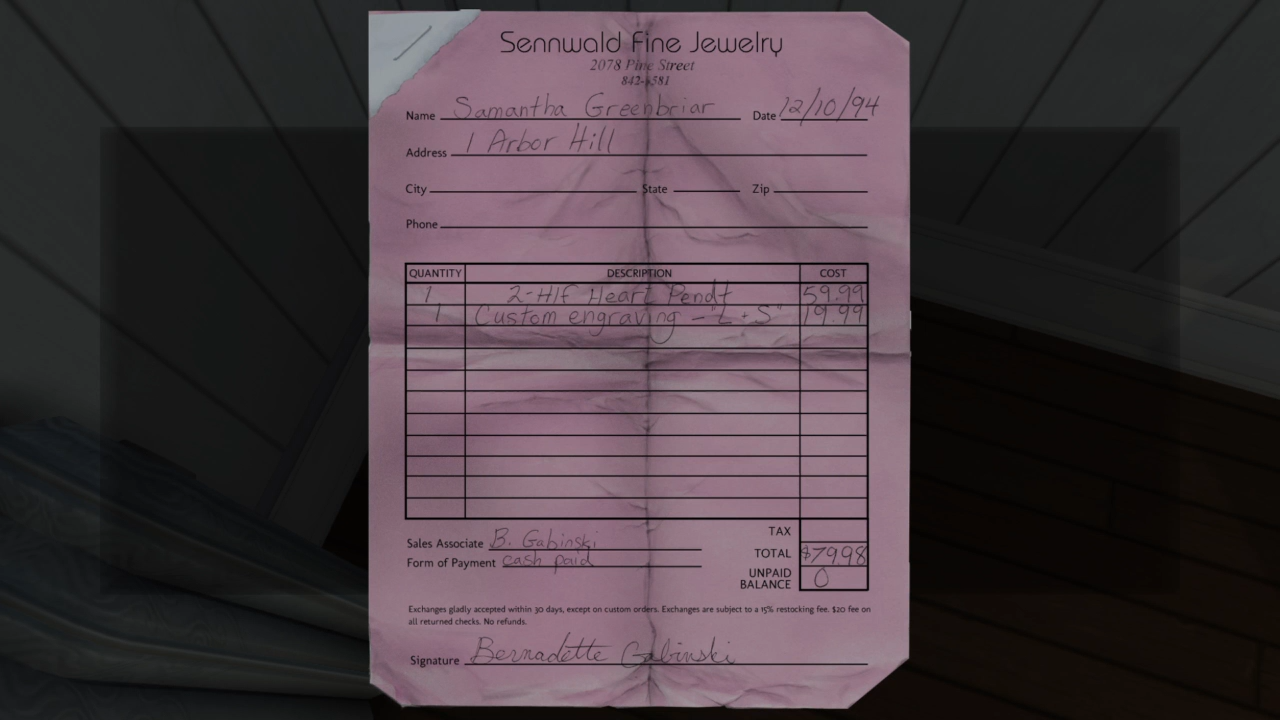 Sennwald Fine Jewelry
2078 Pine Street
Name Samantha Greenbriar Date 12/10/94
Address 1 Arbor Hill
City State Zip
Phone
QUANTITY DESCRIPTION COST
1 2-Hlf Heart Pendt 59.99
1 Custom engraving - "L + S" 19.99
TAX
Sales Associate B. Gabinski
TOTAL $79.98
Form of Payment cash paid
UNPAID BALANCE 0
Exchanges gladly accepted within 30 days, except on custom orders. Exchanges are subject to a 15% restocking fee. $20 fee on
all returned checks. No refunds.
Signature Bernadette Gabinski